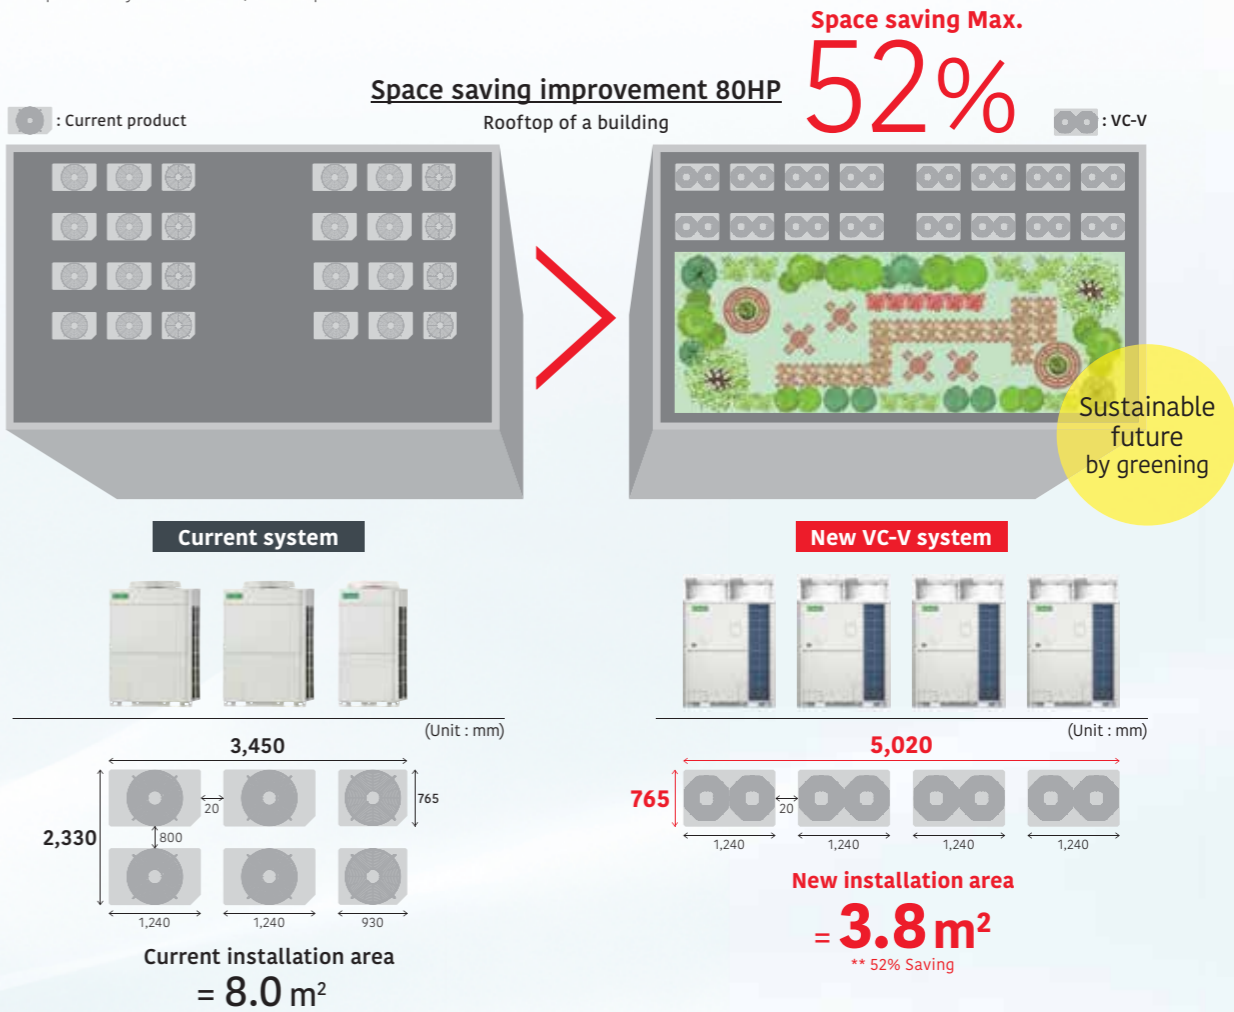 Space saving Max.
52%
Space saving improvement 80HP
Rooftop of a building
: Current product
: VC-V
Sustainable
future
by greening
Current system
New VC-V system
(Unit : mm)
3,450
20
765
2,330
800
1,240
1,240
930
Current installation area
= 8.0 m²
(Unit : mm)
5,020
765
20
1,240
1,240
1,240
1,240
New installation area
= 3.8 m²
** 52% Saving